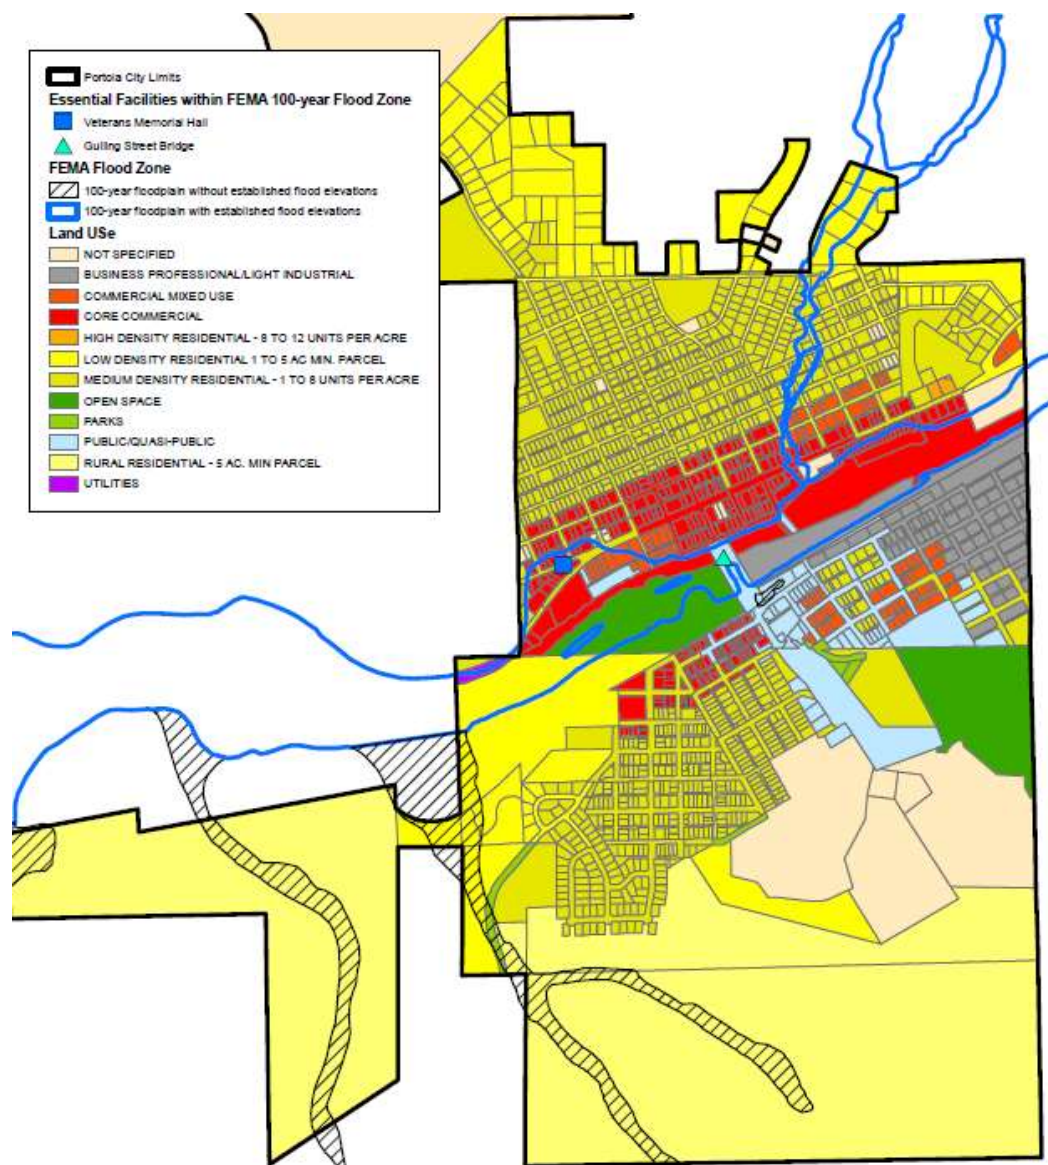 Portola City Limits
Essential Facilities within FEMA 100-year Flood Zone
Veterans Memorial Hall
Gulling Street Bridge
FEMA Flood Zone
100-year floodplain without established flood elevations
100-year floodplain with established flood elevations
Land USe
NOT SPECIFIED
BUSINESS PROFESSIONAL/LIGHT INDUSTRIAL
COMMERCIAL MIXED USE
CORE COMMERCIAL
HIGH DENSITY RESIDENTIAL - 8 TO 12 UNITS PER ACRE
LOW DENSITY RESIDENTIAL 1 TO 5 AC MIN. PARCEL
MEDIUM DENSITY RESIDENTIAL - 1 TO 8 UNITS PER ACRE
OPEN SPACE
PARKS
PUBLIC/QUASI-PUBLIC
RURAL RESIDENTIAL - 5 AC. MIN PARCEL
UTILITIES